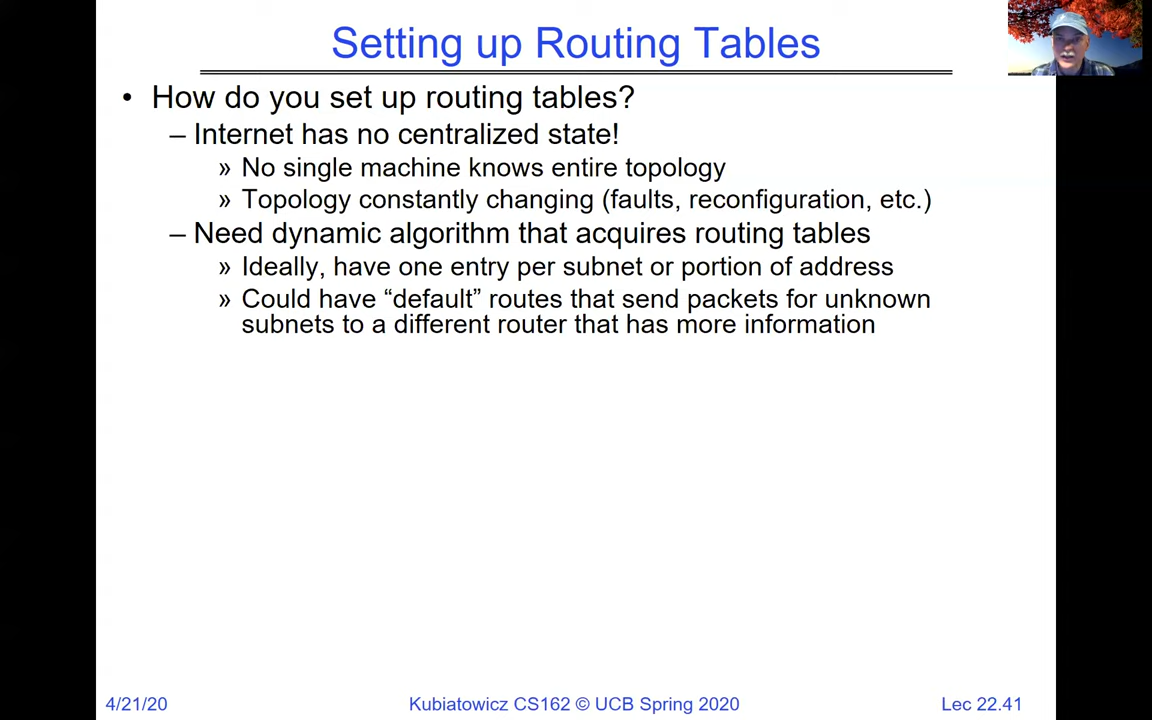 Setting up Routing Tables
• How do you set up routing tables?
– Internet has no centralized state!
» No single machine knows entire topology
» Topology constantly changing (faults, reconfiguration, etc.)
– Need dynamic algorithm that acquires routing tables
» Ideally, have one entry per subnet or portion of address
» Could have “default” routes that send packets for unknown
subnets to a different router that has more information
4/21/20
Kubiatowicz CS162 © UCB Spring 2020
Lec 22.41